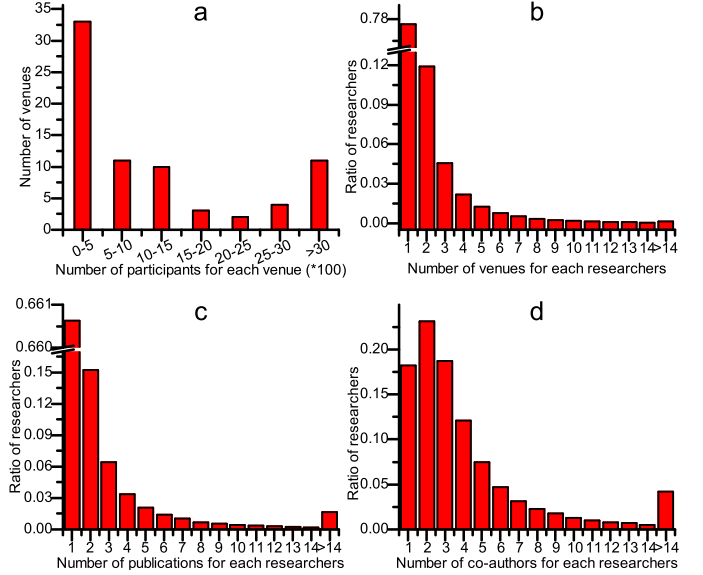 a
35
30
25
20
15
10
5
0
Number of venues
0-5 5-10 10-15 15-20 20-25 25-30 >30
Number of participants for each venue (*100)
b
0.78
0.12
0.09
0.06
0.03
0.00
Ratio of researchers
1 2 3 4 5 6 7 8 9 10 11 12 13 14 >14
Number of venues for each researchers
c
0.661
0.660
0.15
0.12
0.09
0.06
0.03
0.00
Ratio of researchers
1 2 3 4 5 6 7 8 9 10 11 12 13 14 >14
Number of publications for each researchers
d
0.20
0.15
0.10
0.05
0.00
Ratio of researchers
1 2 3 4 5 6 7 8 9 10 11 12 13 14 >14
Number of co-authors for each researchers